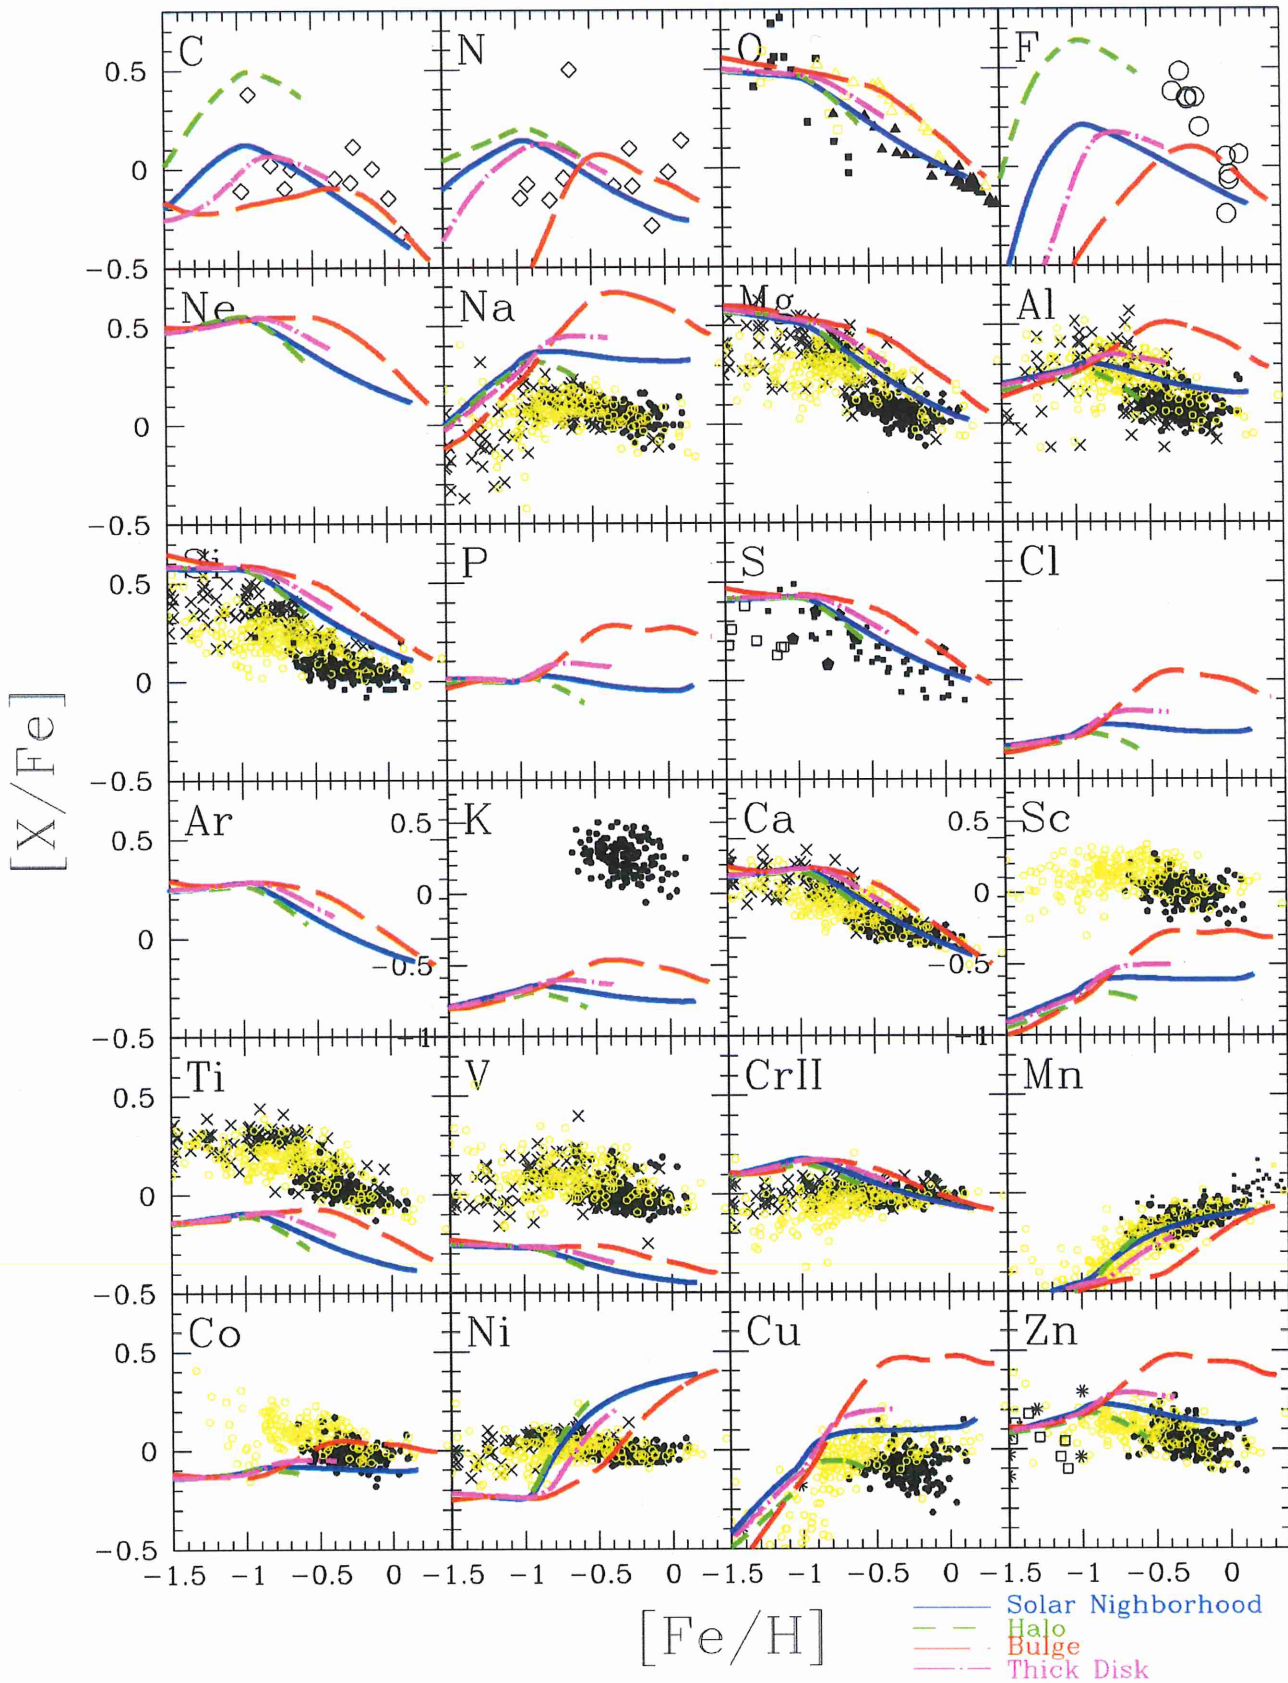 C N O F
0.5
0
−0.5
Ne Na Mg Al
0.5
0
−0.5
Si P S Cl
0.5
0
−0.5
Ar K Ca Sc
0.5 0.5
0.5
0 0
0
−0.5 −0.5
−0.5 −1 −1
Ti V CrII Mn
0.5
0
−0.5
Co Ni Cu Zn
0.5
0
−0.5
−1.5 −1 −0.5 0 −1.5 −1 −0.5 0 −1.5 −1 −0.5 0 −1.5 −1 −0.5 0
[X/Fe]
[Fe/H]
Solar Nighborhood
Halo
Bulge
Thick Disk